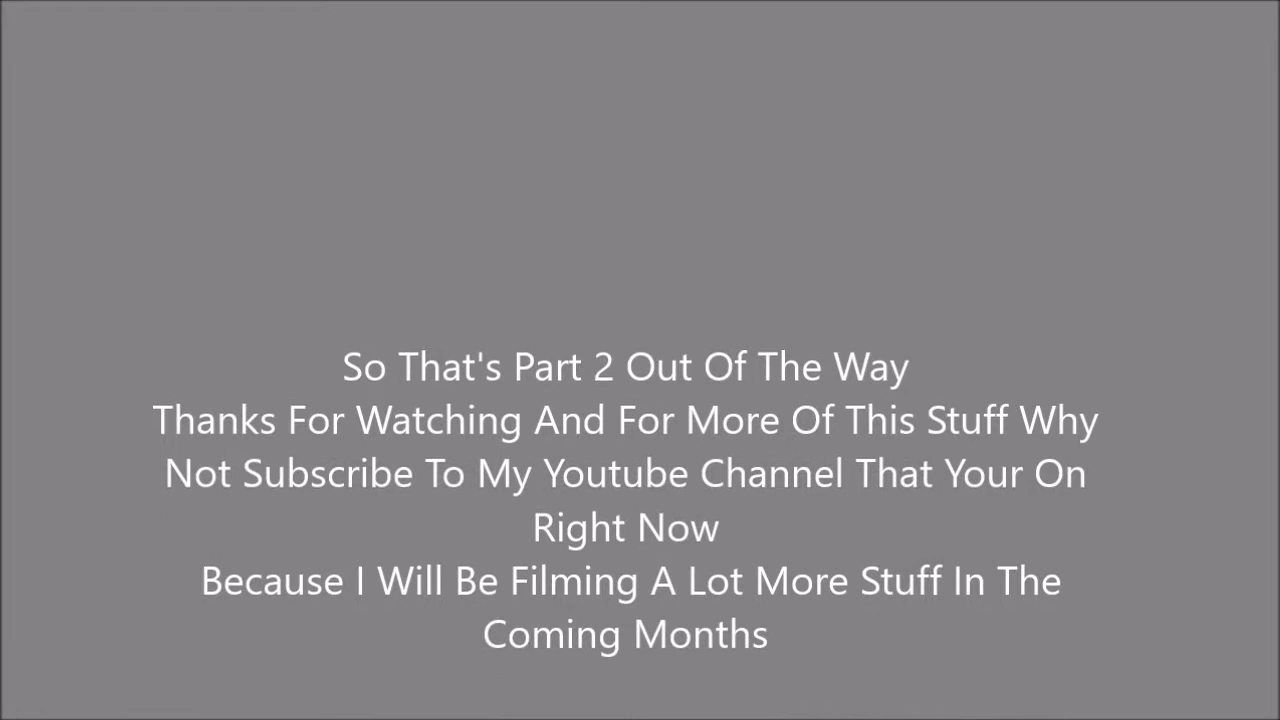 So That's Part 2 Out Of The Way
Thanks For Watching And For More Of This Stuff Why
Not Subscribe To My Youtube Channel That Your On
Right Now
Because I Will Be Filming A Lot More Stuff In The
Coming Months